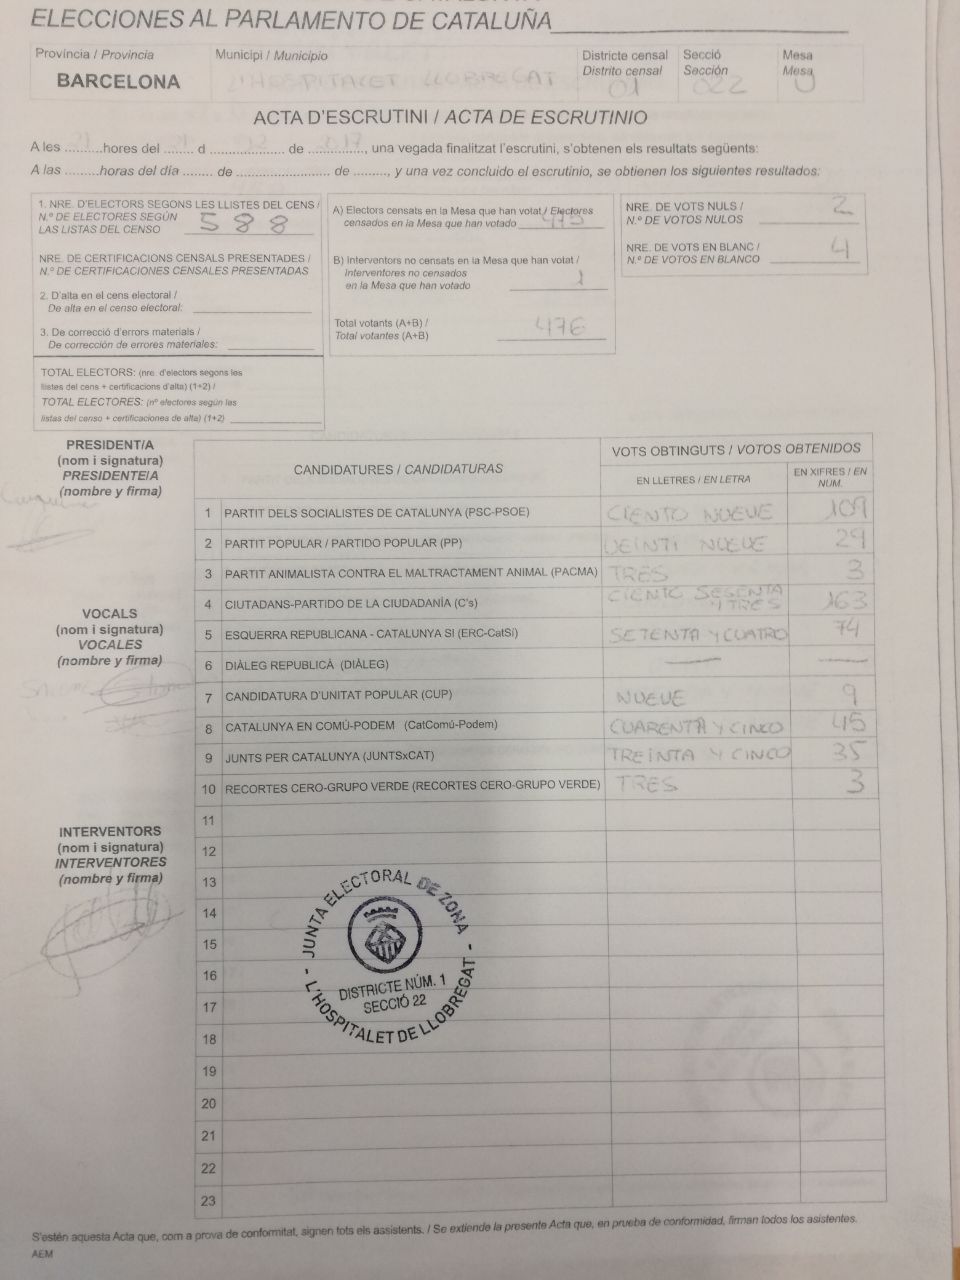 ELECCIONES AL PARLAMENTO DE CATALUÑA
Província / Provincia
BARCELONA
Municipi / Municipio
L'HOSPITALET LLOBREGAT
Districte censal
Distrito censal
01
Secció
Sección
022
Mesa
Mesa
U
ACTA D'ESCRUTINI / ACTA DE ESCRUTINIO
A les ......... hores del ....... d ................... de .............., una vegada finalitzat l'escrutini, s'obtenen els resultats següents:
A las .........horas del día ........ de ........................ de ........., y una vez concluido el escrutinio, se obtienen los siguientes resultados:
1. NRE. D'ELECTORS SEGONS LES LLISTES DEL CENS /
N.º DE ELECTORES SEGÚN
LAS LISTAS DEL CENSO 588
NRE. DE CERTIFICACIONS CENSALS PRESENTADES /
N.º DE CERTIFICACIONES CENSALES PRESENTADAS
2. D'alta en el cens electoral /
De alta en el censo electoral:
3. De correcció d'errors materials /
De corrección de errores materiales:
TOTAL ELECTORS: (nre. d'electors segons les
llistes del cens + certificacions d'alta) (1+2) /
TOTAL ELECTORES: (nº electores según las
listas del censo + certificaciones de alta) (1+2)
A) Electors censats en la Mesa que han votat / Electores
censados en la Mesa que han votado 475
B) Interventors no censats en la Mesa que han votat /
Interventores no censados
en la Mesa que han votado 1
Total votants (A+B) /
Total votantes (A+B) 476
NRE. DE VOTS NULS /
N.º DE VOTOS NULOS 2
NRE. DE VOTS EN BLANC /
N.º DE VOTOS EN BLANCO 4
PRESIDENT/A
(nom i signatura)
PRESIDENTE/A
(nombre y firma)
VOCALS
(nom i signatura)
VOCALES
(nombre y firma)
INTERVENTORS
(nom i signatura)
INTERVENTORES
(nombre y firma)
CANDIDATURES / CANDIDATURAS
VOTS OBTINGUTS / VOTOS OBTENIDOS
EN LLETRES / EN LETRA
EN XIFRES / EN
NÚM.
1 PARTIT DELS SOCIALISTES DE CATALUNYA (PSC-PSOE) CIENTO NUEVE 109
2 PARTIT POPULAR / PARTIDO POPULAR (PP) VEINTI NUEVE 29
3 PARTIT ANIMALISTA CONTRA EL MALTRACTAMENT ANIMAL (PACMA) TRES 3
4 CIUTADANS-PARTIDO DE LA CIUDADANÍA (C's) CIENTO SESENTA Y TRES 163
5 ESQUERRA REPUBLICANA - CATALUNYA SI (ERC-CatSí) SETENTA Y CUATRO 74
6 DIÀLEG REPUBLICÀ (DIÀLEG) — —
7 CANDIDATURA D'UNITAT POPULAR (CUP) NUEVE 9
8 CATALUNYA EN COMÚ-PODEM (CatComú-Podem) CUARENTA Y CINCO 45
9 JUNTS PER CATALUNYA (JUNTSxCAT) TREINTA Y CINCO 35
10 RECORTES CERO-GRUPO VERDE (RECORTES CERO-GRUPO VERDE) TRES 3
11
12
13
14
15
16
17
18
19
20
21
22
23
JUNTA ELECTORAL DE ZONA
DISTRICTE NÚM. 1
SECCIÓ 22
- L'HOSPITALET DE LLOBREGAT -
S'estén aquesta Acta que, com a prova de conformitat, signen tots els assistents. / Se extiende la presente Acta que, en prueba de conformidad, firman todos los asistentes.
AEM